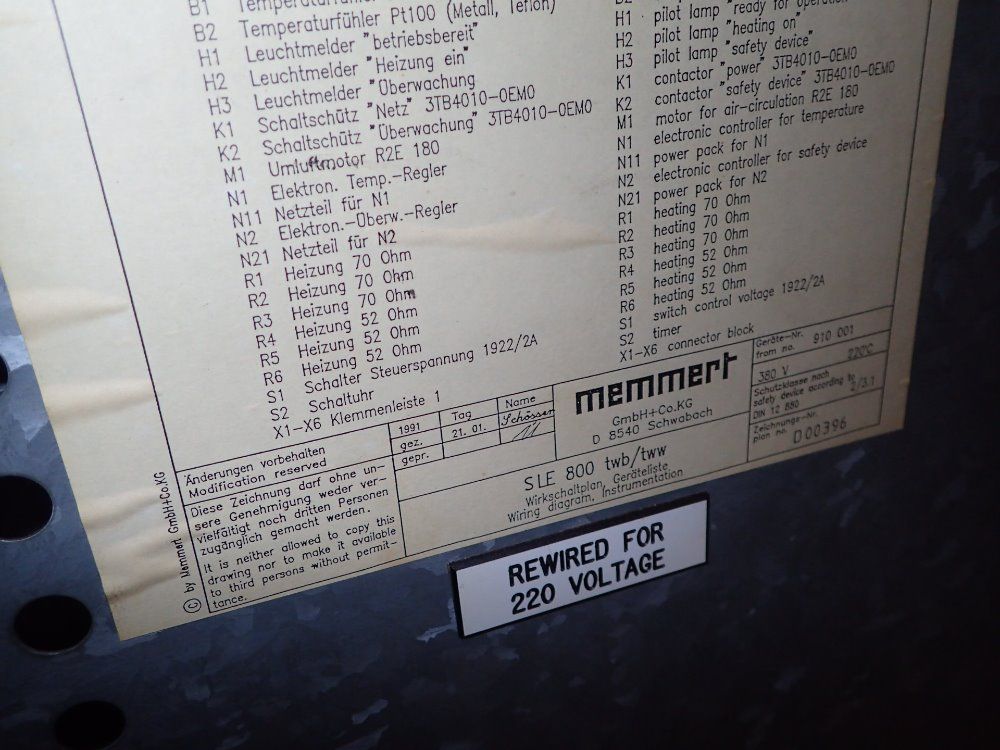 B1 Temperaturfühler
B2 Temperaturfühler Pt100 (Metall, Teflon)
H1 Leuchtmelder "betriebsbereit"
H2 Leuchtmelder "Heizung ein"
H3 Leuchtmelder "Überwachung
K1 Schaltschütz "Netz" 3TB4010-0EM0
K2 Schaltschütz "Überwachung" 3TB4010-0EM0
M1 Umluftmotor R2E 180
N1 Elektron. Temp.-Regler
N11 Netzteil für N1
N2 Elektron.-Überw.-Regler
N21 Netzteil für N2
R1 Heizung 70 Ohm
R2 Heizung 70 Ohm
R3 Heizung 70 Ohm
R4 Heizung 52 Ohm
R5 Heizung 52 Ohm
R6 Heizung 52 Ohm
S1 Schalter Steuerspannung 1922/2A
S2 Schaltuhr
X1-X6 Klemmenleiste 1
H1 pilot lamp "ready for operation
H2 pilot lamp "heating on"
H3 pilot lamp "safety device"
K1 contactor "power" 3TB4010-0EM0
K2 contactor "safety device" 3TB4010-0EM0
M1 motor for air-circulation R2E 180
N1 electronic controller for temperature
N11 power pack for N1
N2 electronic controller for safety device
N21 power pack for N2
R1 heating 70 Ohm
R2 heating 70 Ohm
R3 heating 70 Ohm
R4 heating 52 Ohm
R5 heating 52 Ohm
R6 heating 52 Ohm
S1 switch control voltage 1922/2A
S2 timer
X1-X6 connector block
© by Memmert GmbH+Co.KG
Änderungen vorbehalten
Modification reserved
Diese Zeichnung darf ohne un-
sere Genehmigung weder ver-
vielfältigt noch dritten Personen
zugänglich gemacht werden.
It is neither allowed to copy this
drawing nor to make it available
to third persons without permit-
tance.
1991 Tag Name
gez. 21. 01.
gepr.
memmert
GmbH+Co.KG
D 8540 Schwabach
SLE 800 twb/tww
Wirkschaltplan, Geräteliste
Wiring diagram, Instrumentation
Geräte-Nr.
from no. 910 001
380 V 220°C
Schutzklasse nach
safety device according to
DIN 12 880 2/3.1
Zeichnungs-Nr.
plan no. D00396
REWIRED FOR
220 VOLTAGE